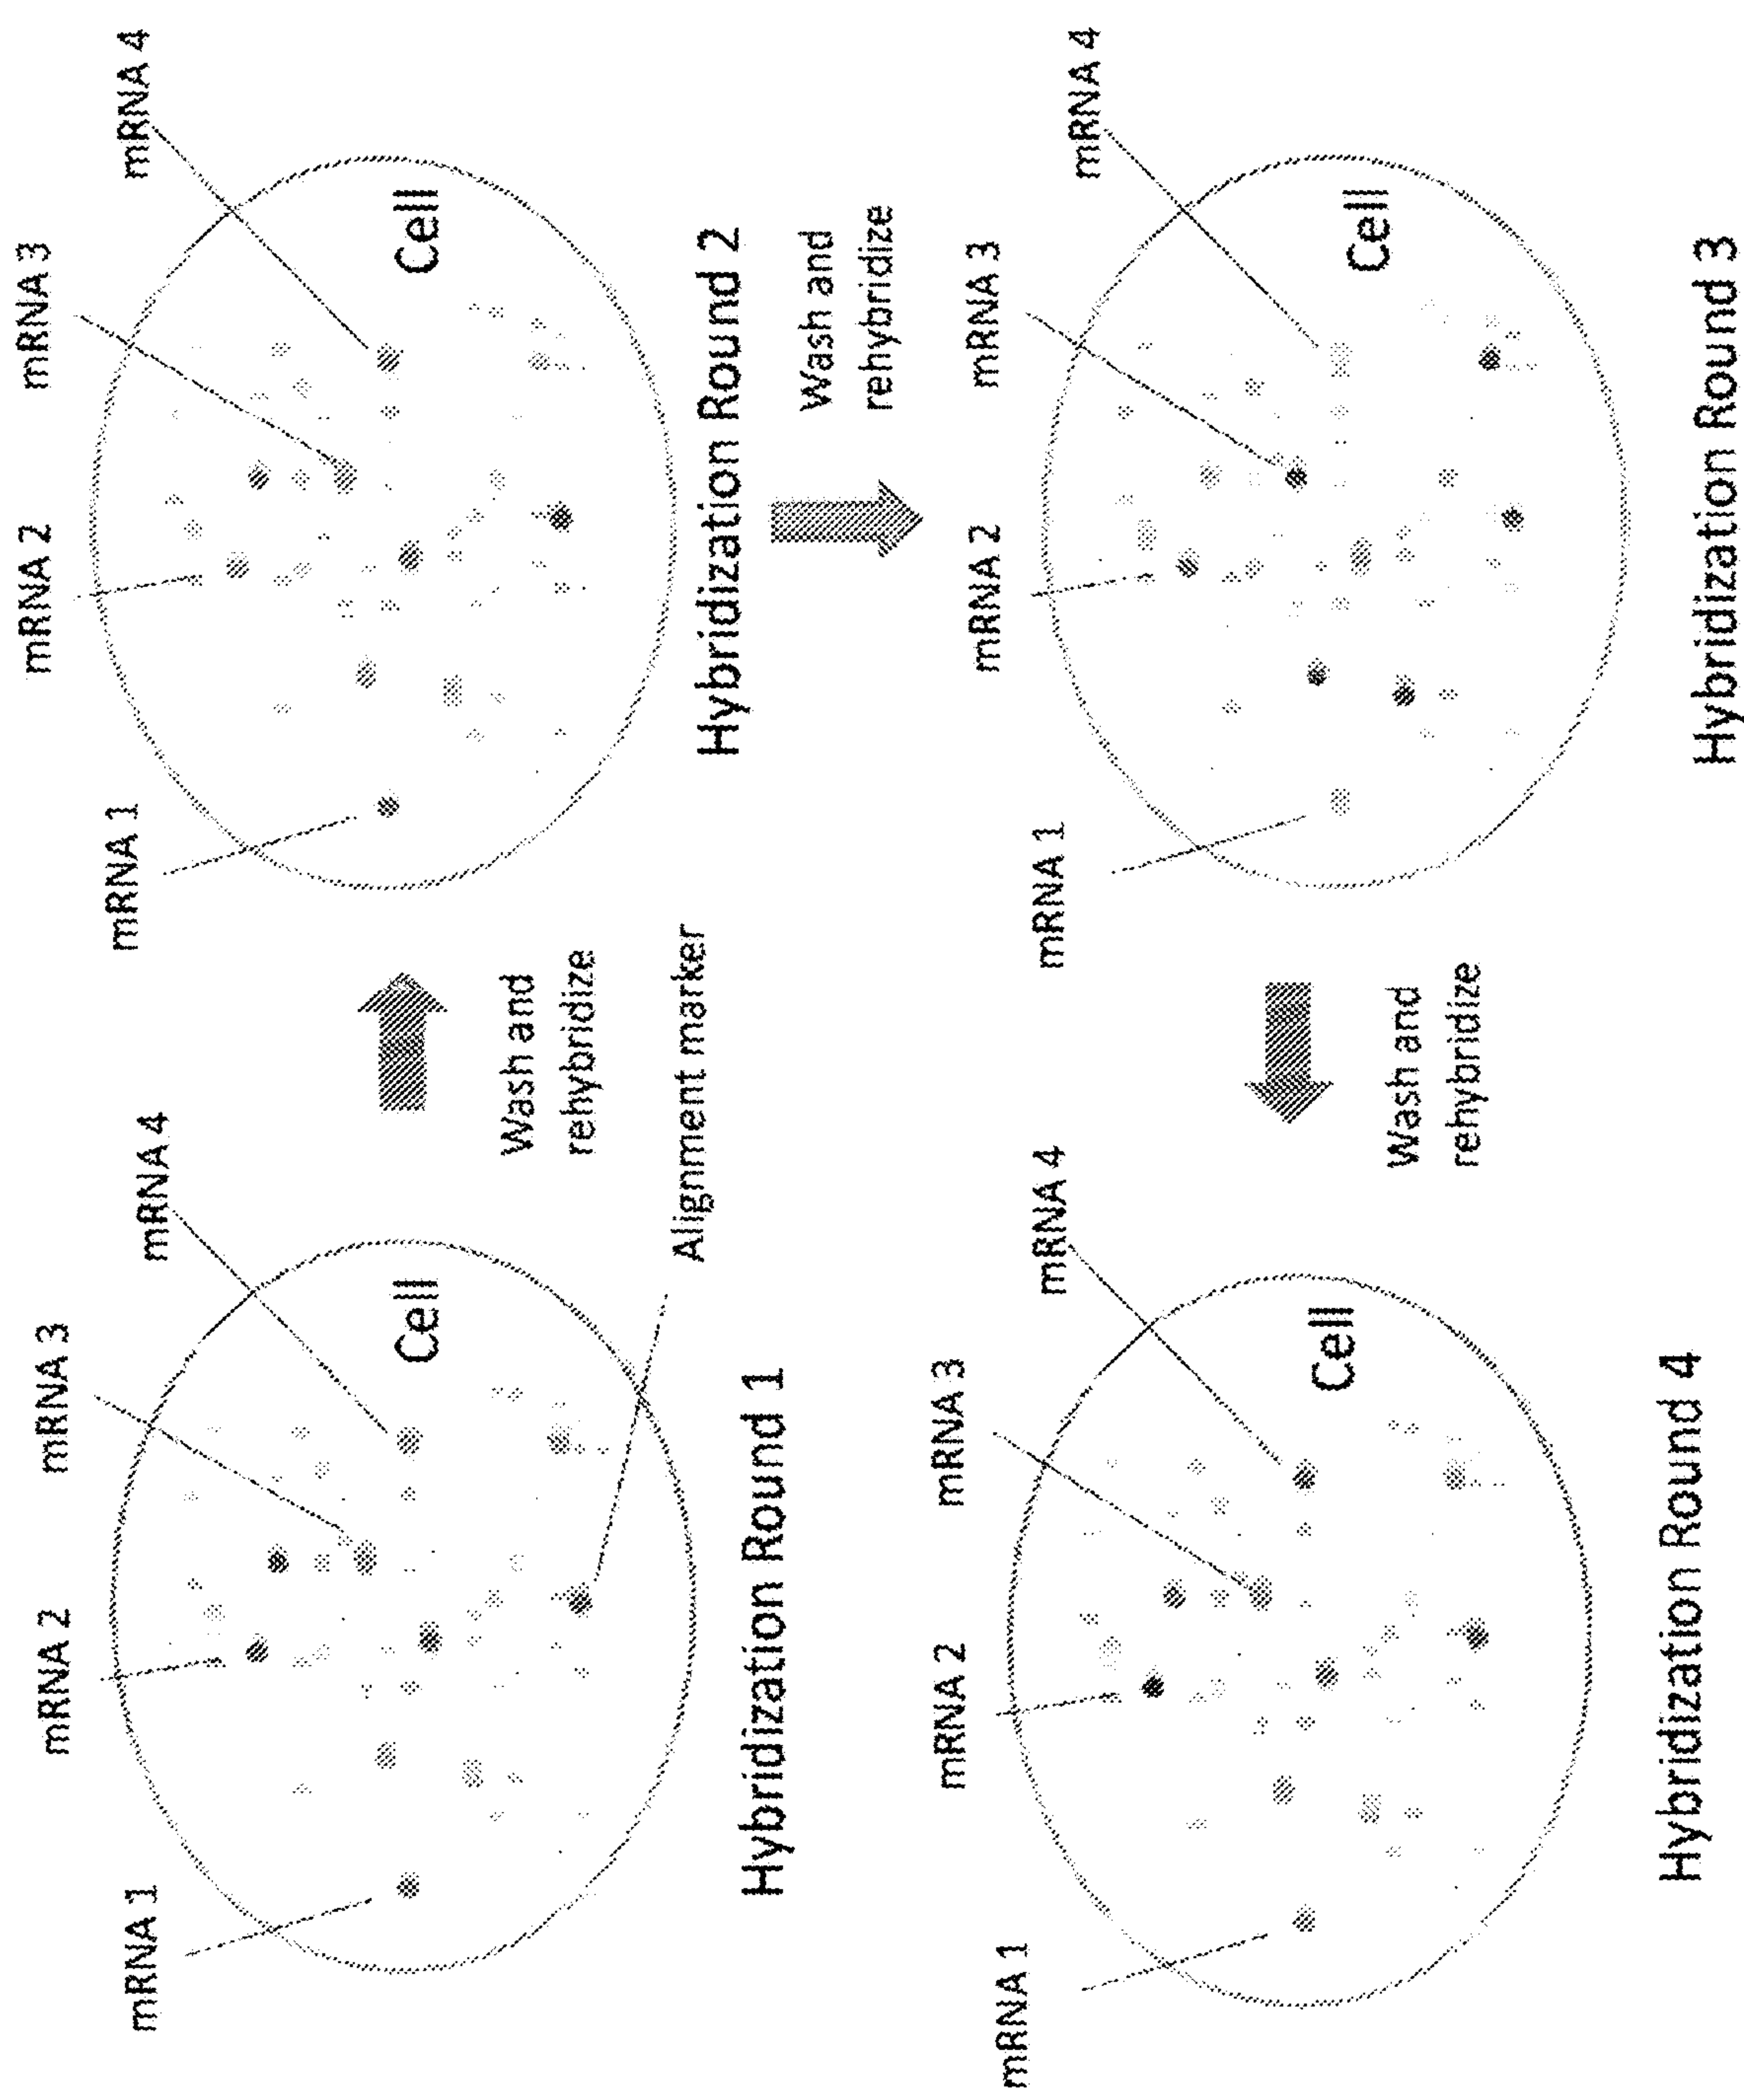 mRNA 1
mRNA 2
mRNA 3
mRNA 4
Cell
Alignment marker
Hybridization Round 1
Wash and
rehybridize
mRNA 1
mRNA 2
mRNA 3
mRNA 4
Cell
Hybridization Round 2
Wash and
rehybridize
mRNA 1
mRNA 2
mRNA 3
mRNA 4
Cell
Hybridization Round 3
Wash and
rehybridize
mRNA 1
mRNA 2
mRNA 3
mRNA 4
Cell
Hybridization Round 4